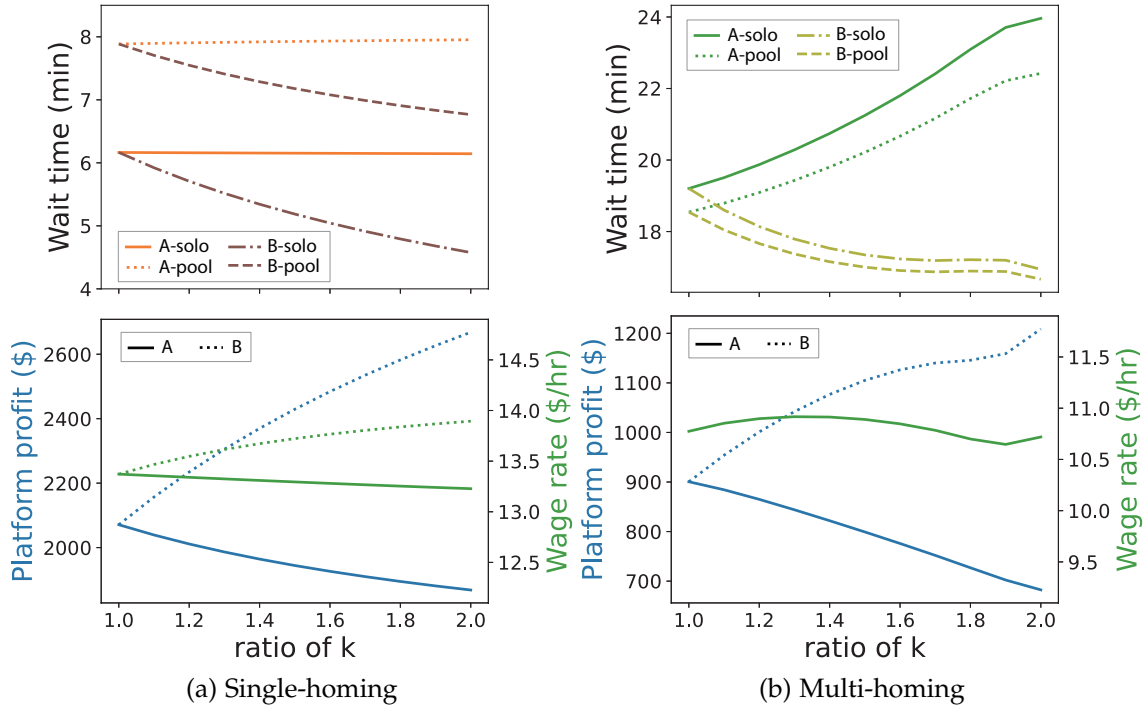 Wait time (min)
8
7
6
5
4
A-solo
A-pool
B-solo
B-pool
Wait time (min)
24
22
20
18
A-solo
A-pool
B-solo
B-pool
Platform profit ($)
2600
2400
2200
2000
A
B
14.5
14.0
13.5
13.0
12.5
Wage rate ($/hr)
1.0 1.2 1.4 1.6 1.8 2.0
ratio of k
(a) Single-homing
Platform profit ($)
1200
1100
1000
900
800
700
A
B
11.5
11.0
10.5
10.0
9.5
Wage rate ($/hr)
1.0 1.2 1.4 1.6 1.8 2.0
ratio of k
(b) Multi-homing